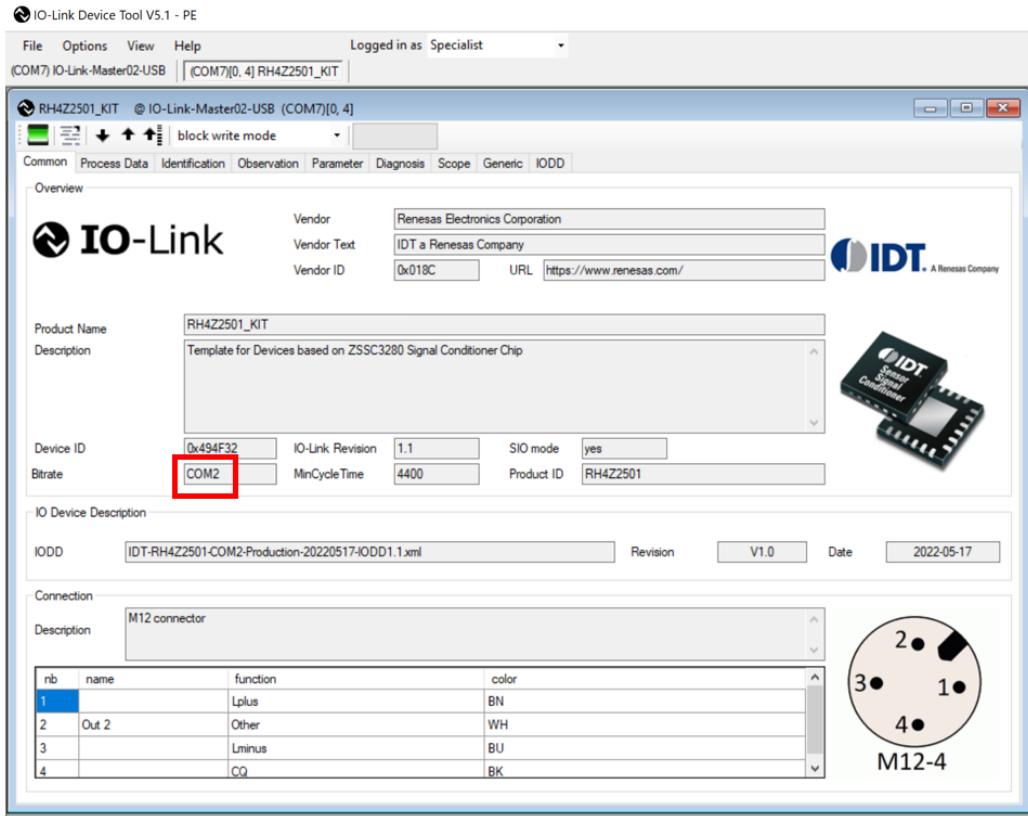 IO-Link Device Tool V5.1 - PE
File Options View Help Logged in as Specialist
(COM7) IO-Link-Master02-USB (COM7)[0, 4] RH4Z2501_KIT
RH4Z2501_KIT @ IO-Link-Master02-USB (COM7)[0, 4]
block write mode
Common Process Data Identification Observation Parameter Diagnosis Scope Generic IODD
Overview
IO-Link
Vendor Renesas Electronics Corporation
Vendor Text IDT a Renesas Company
Vendor ID 0x018C URL https://www.renesas.com/
IDT. A Renesas Company
Product Name RH4Z2501_KIT
Description Template for Devices based on ZSSC3280 Signal Conditioner Chip
IDT.
Sensor
Signal
Conditioner
Device ID 0x494F32 IO-Link Revision 1.1 SIO mode yes
Bitrate COM2 MinCycleTime 4400 Product ID RH4Z2501
IO Device Description
IODD IDT-RH4Z2501-COM2-Production-20220517-IODD1.1.xml Revision V1.0 Date 2022-05-17
Connection
Description M12 connector
nb name function color
1 Lplus BN
2 Out 2 Other WH
3 Lminus BU
4 CQ BK
2
3 1
4
M12-4